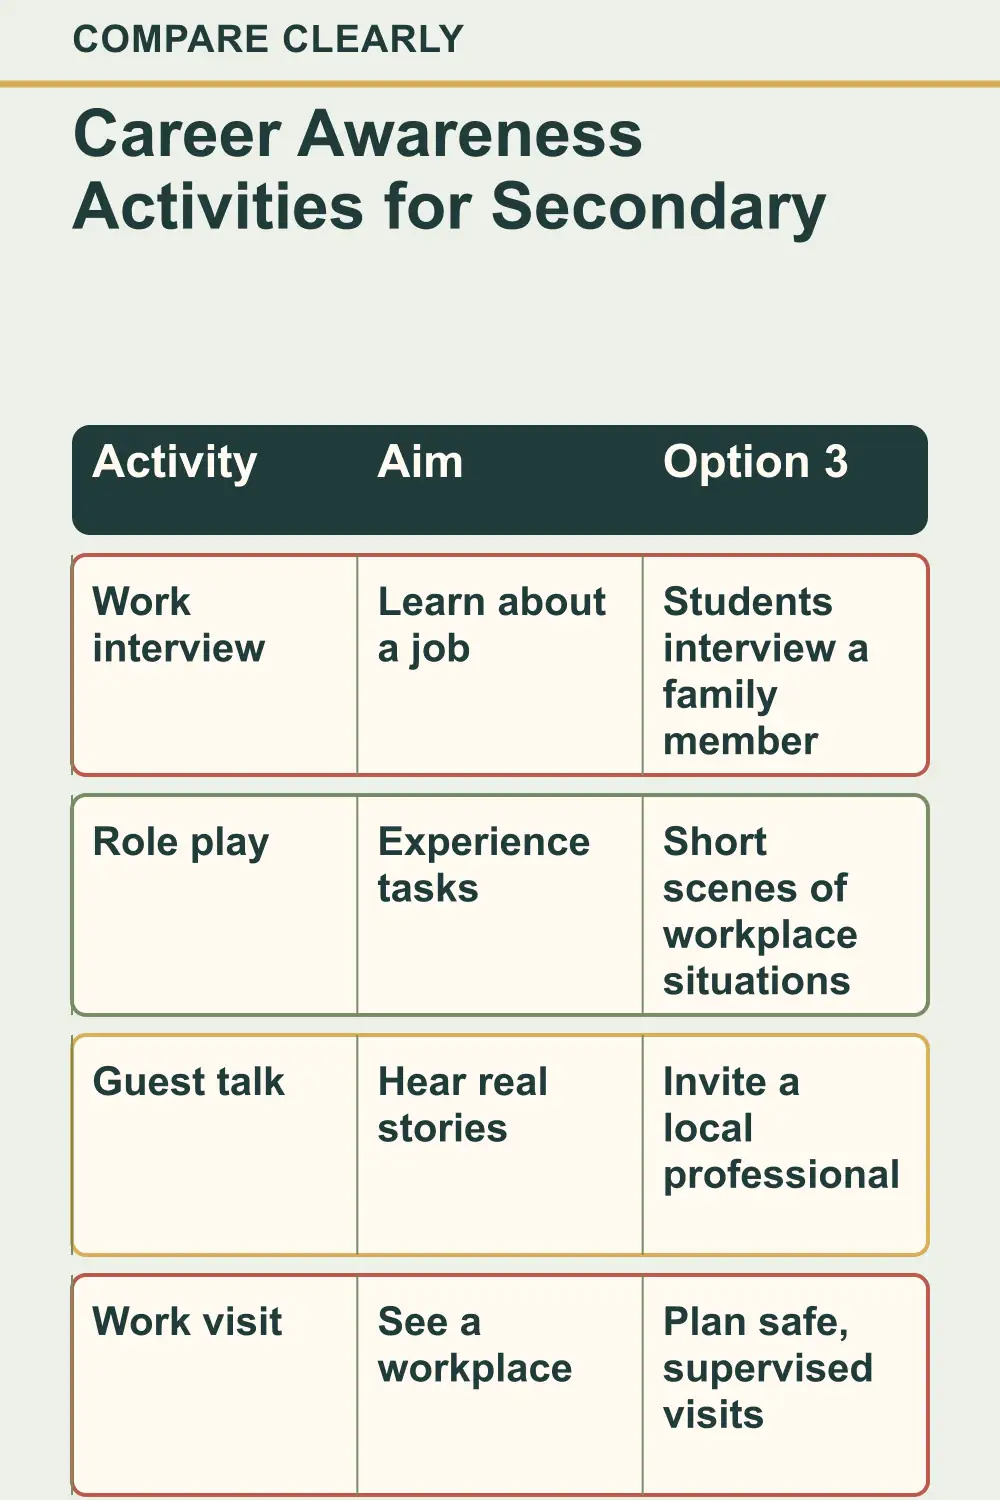 COMPARE CLEARLY
Career Awareness
Activities for Secondary
Activity
Aim
Option 3
Work
interview
Learn about
a job
Students
interview a
family
member
Role play
Experience
tasks
Short
scenes of
workplace
situations
Guest talk
Hear real
stories
Invite a
local
professional
Work visit
See a
workplace
Plan safe,
supervised
visits